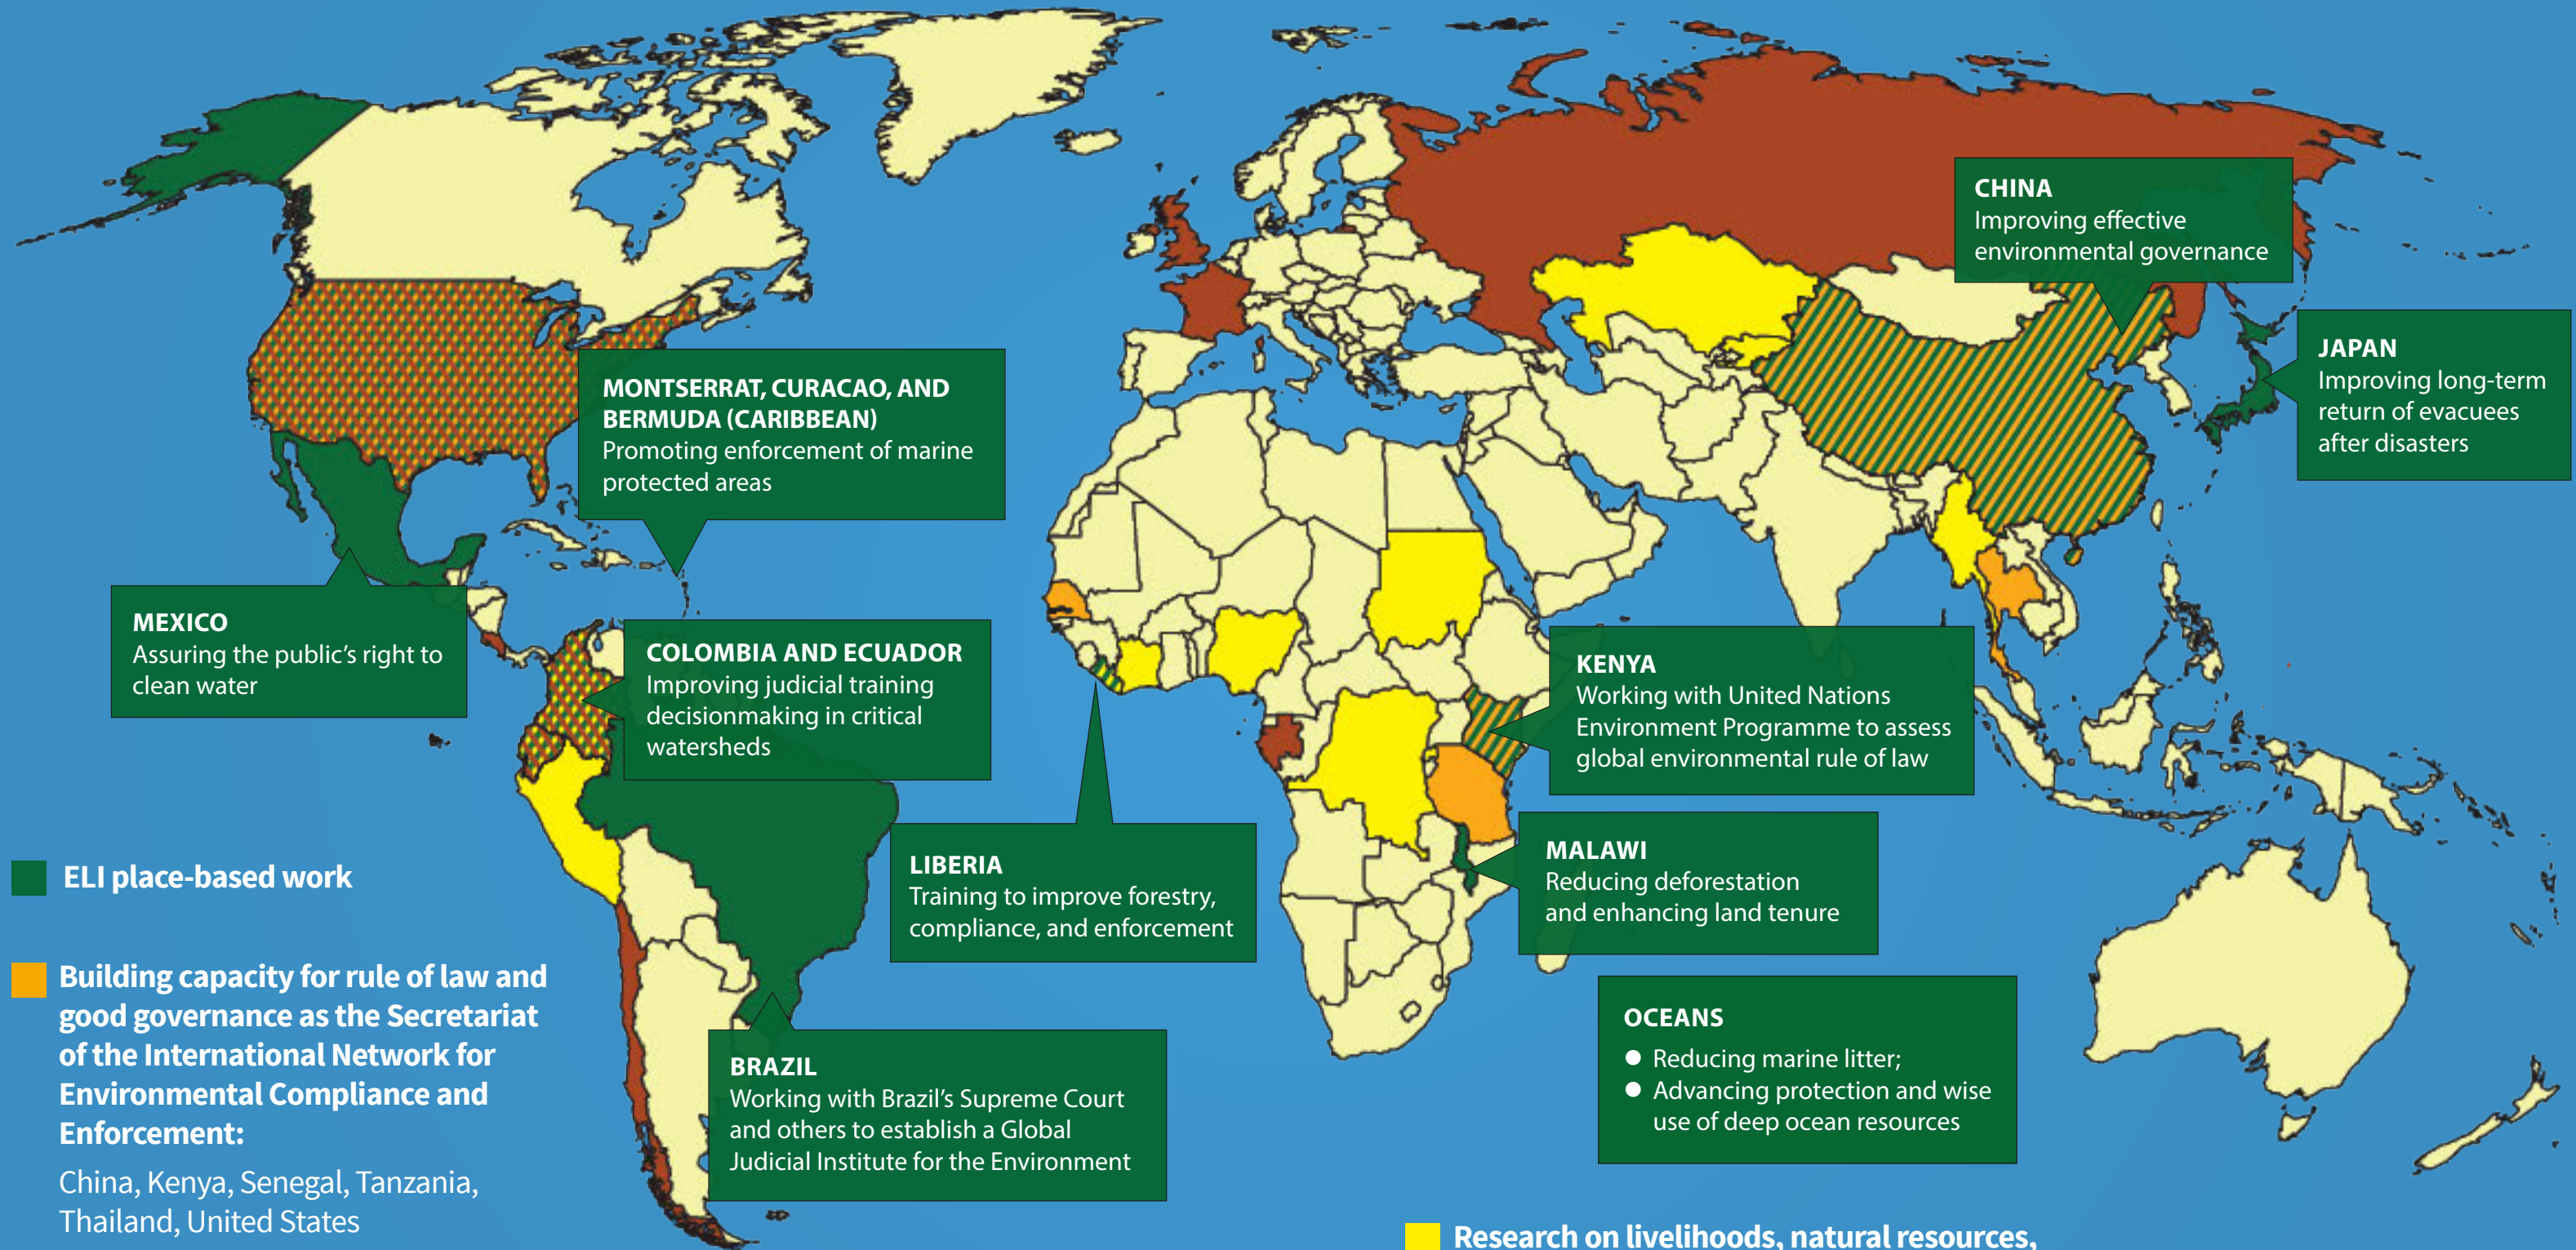 CHINA
Improving effective
environmental governance
JAPAN
Improving long-term
return of evacuees
after disasters
MONTSERRAT, CURACAO, AND
BERMUDA (CARIBBEAN)
Promoting enforcement of marine
protected areas
MEXICO
Assuring the public's right to
clean water
COLOMBIA AND ECUADOR
Improving judicial training
decisionmaking in critical
watersheds
KENYA
Working with United Nations
Environment Programme to assess
global environmental rule of law
LIBERIA
Training to improve forestry,
compliance, and enforcement
MALAWI
Reducing deforestation
and enhancing land tenure
OCEANS
● Reducing marine litter;
● Advancing protection and wise
use of deep ocean resources
BRAZIL
Working with Brazil's Supreme Court
and others to establish a Global
Judicial Institute for the Environment
ELI place-based work
Building capacity for rule of law and
good governance as the Secretariat
of the International Network for
Environmental Compliance and
Enforcement:
China, Kenya, Senegal, Tanzania,
Thailand, United States
Research on livelihoods, natural resources,